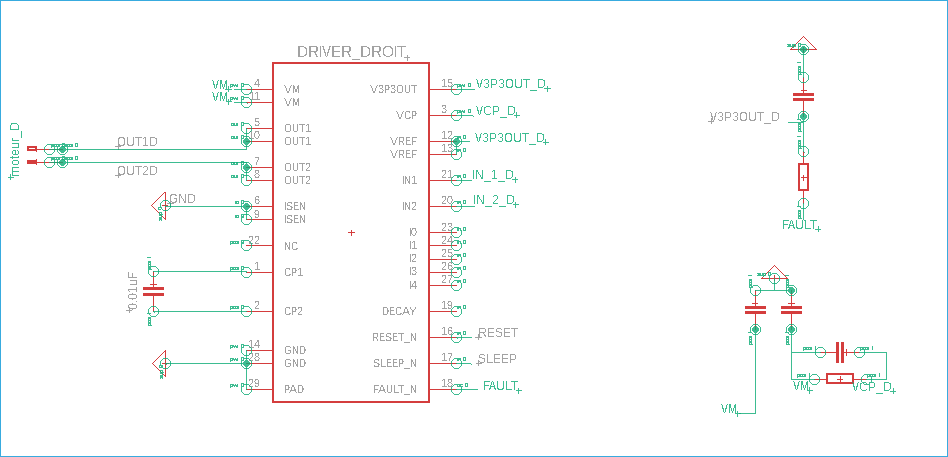 DRIVER_DROIT
VM 4 VM V3P3OUT 15 V3P3OUT_D
VM 11 VM
VCP 3 VCP_D
5 OUT1
moteur_D OUT1D 10 OUT1 VREF 12 V3P3OUT_D
VREF 13
OUT2D 7 OUT2
8 OUT2 IN1 21 IN_1_D
GND 6 ISEN IN2 20 IN_2_D
9 ISEN
I0 23
22 NC I1 24
I2 25
1 CP1 I3 26
I4 27
0.01uF
2 CP2 DECAY 19
RESET_N 16 RESET
14 GND
28 GND SLEEP_N 17 SLEEP
29 PAD FAULT_N 18 FAULT
V3P3OUT_D
FAULT
VM VCP_D
VM